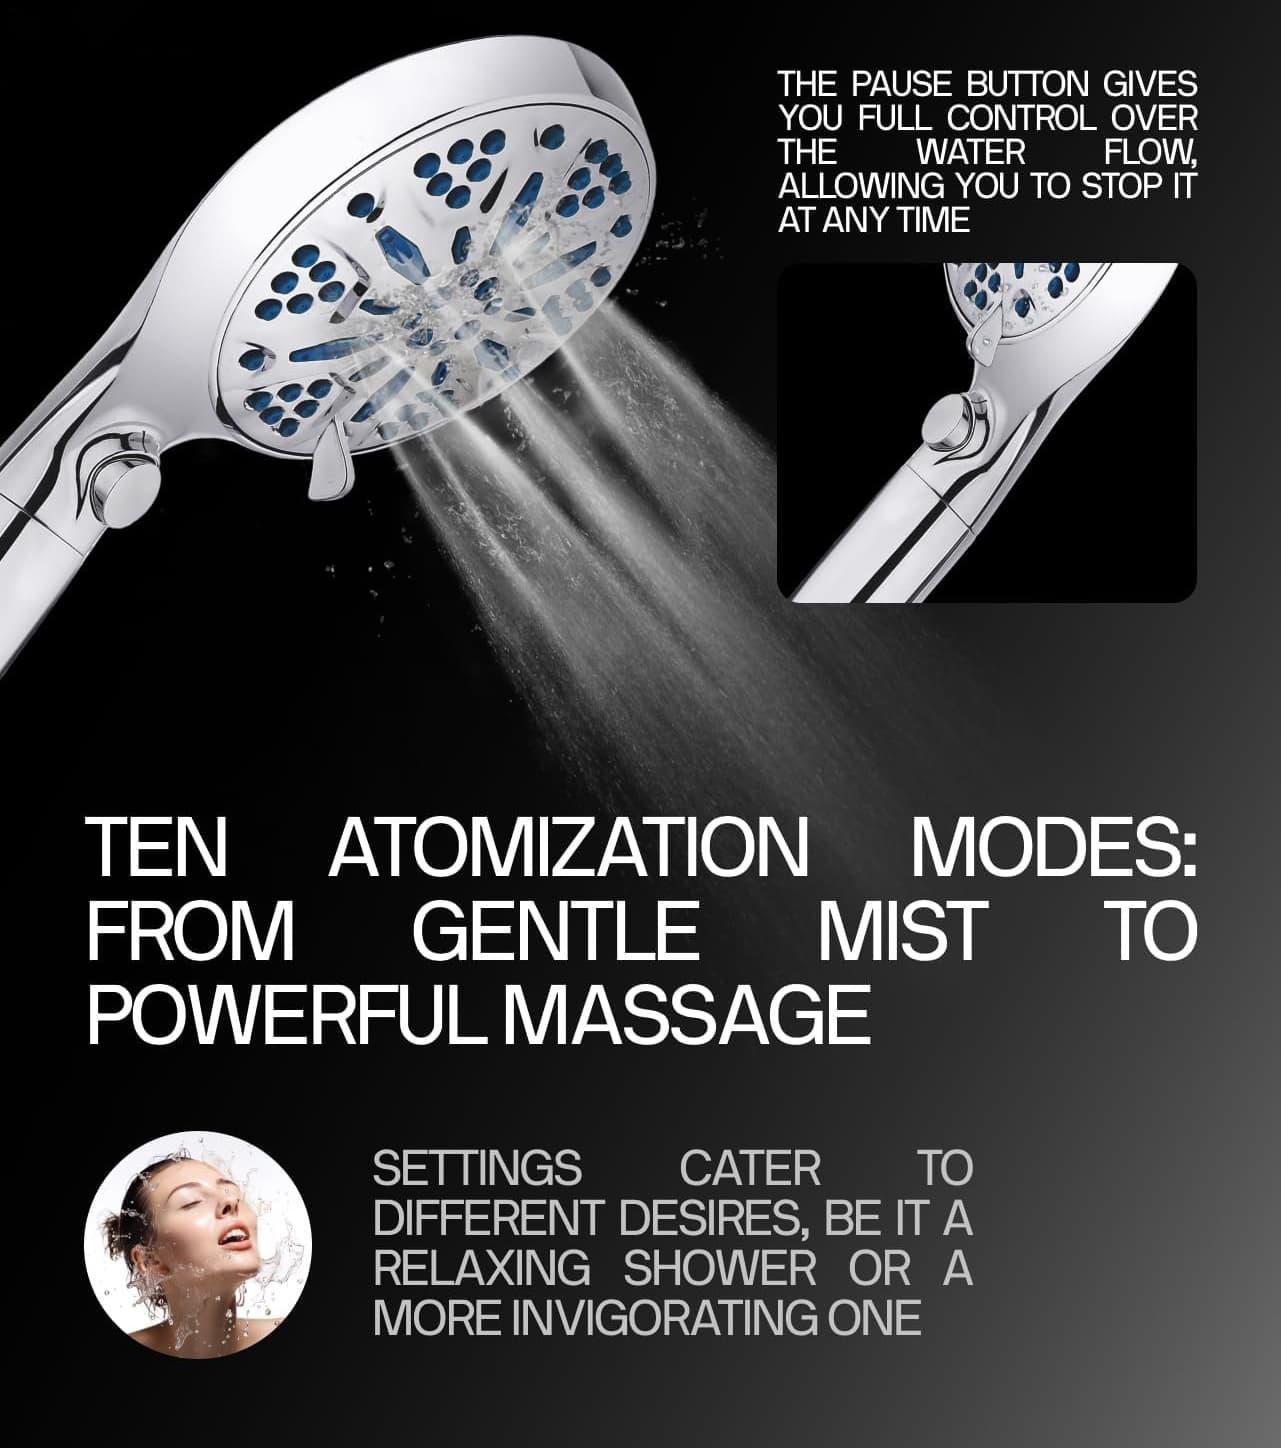 THE PAUSE BUTTON GIVES
YOU FULL CONTROL OVER
THE WATER FLOW,
ALLOWING YOU TO STOP IT
AT ANY TIME
TEN ATOMIZATION MODES:
FROM GENTLE MIST TO
POWERFUL MASSAGE
SETTINGS CATER TO
DIFFERENT DESIRES, BE IT A
RELAXING SHOWER OR A
MORE INVIGORATING ONE